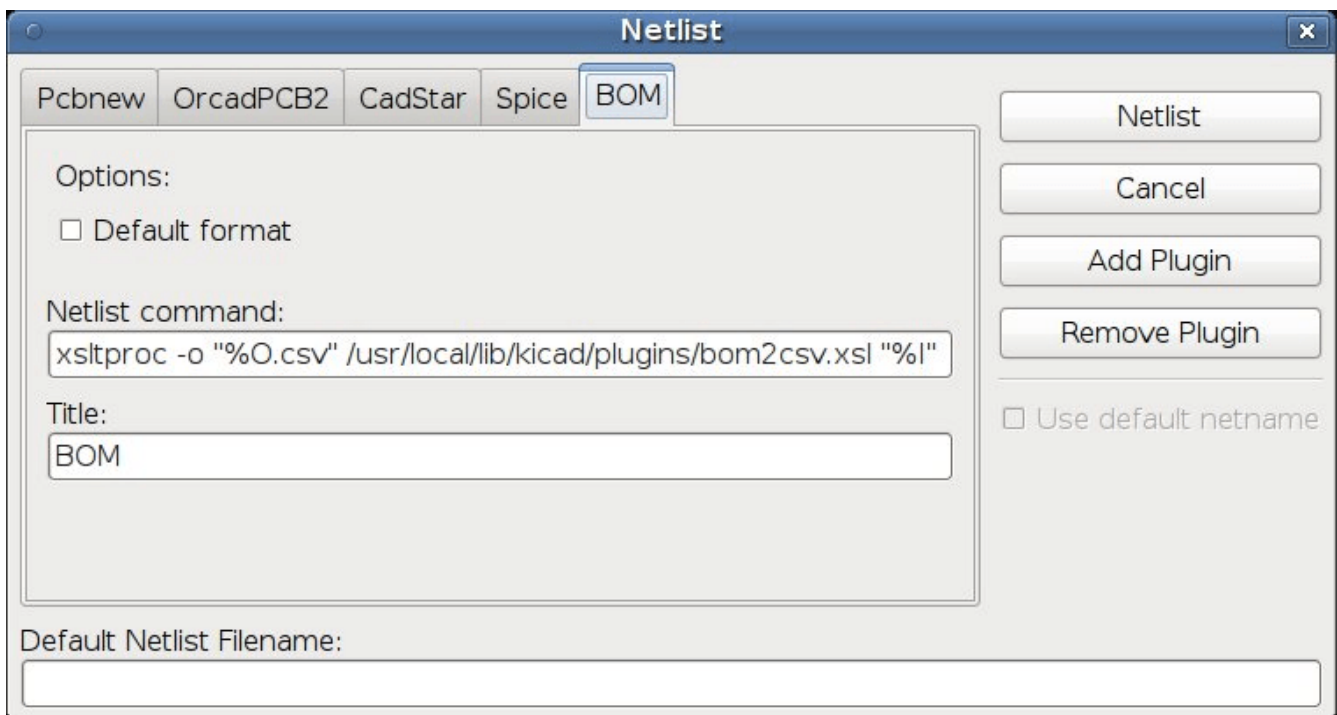 Netlist
Pcbnew OrcadPCB2 CadStar Spice BOM
Netlist
Options:
Cancel
Default format
Add Plugin
Netlist command:
Remove Plugin
xsltproc -o "%O.csv" /usr/local/lib/kicad/plugins/bom2csv.xsl "%I"
Title:
Use default netname
BOM
Default Netlist Filename: